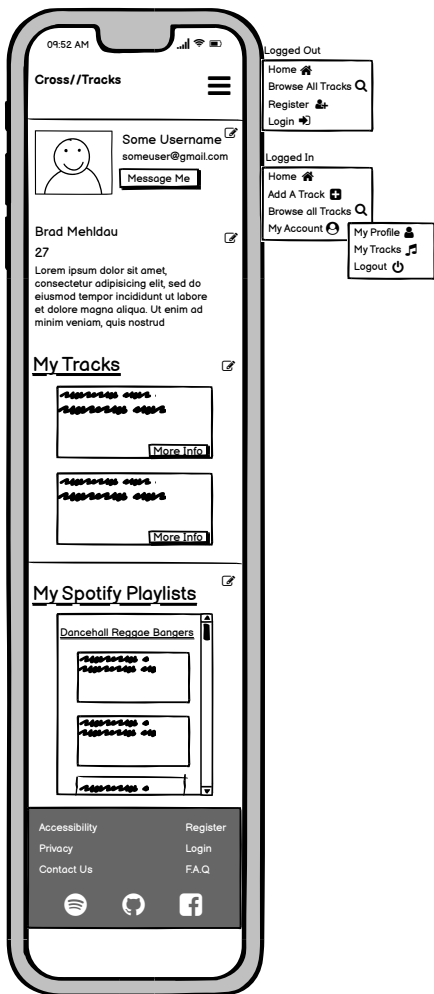 09:52 AM
Cross//Tracks
Some Username
someuser@gmail.com
Message Me
Brad Mehldau
27
Lorem ipsum dolor sit amet,
consectetur adipisicing elit, sed do
eiusmod tempor incididunt ut labore
et dolore magna aliqua. Ut enim ad
minim veniam, quis nostrud
My Tracks
More Info
More Info
My Spotify Playlists
Dancehall Reggae Bangers
Accessibility Register
Privacy Login
Contact Us F.A.Q
Logged Out
Home
Browse All Tracks
Register
Login
Logged In
Home
Add A Track
Browse all Tracks
My Account
My Profile
My Tracks
Logout